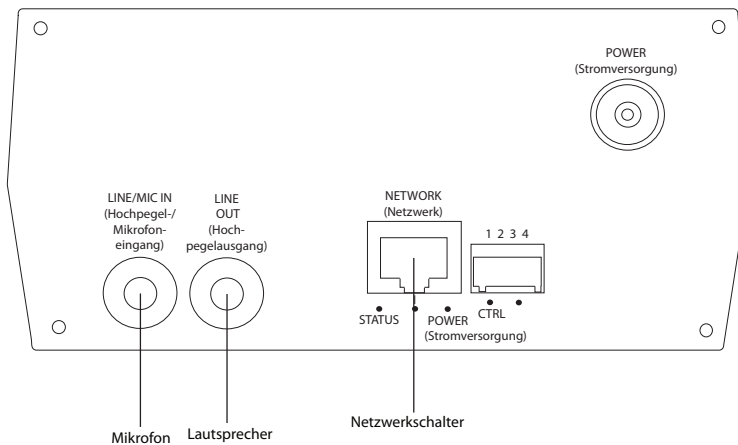 POWER
(Stromversorgung)
LINE/MIC IN
(Hochpegel-/
Mikrofon-
eingang)
LINE
OUT
(Hoch-
pegelausgang)
NETWORK
(Netzwerk)
1 2 3 4
STATUS
POWER
(Stromversorgung)
CTRL
Mikrofon
Lautsprecher
Netzwerkschalter